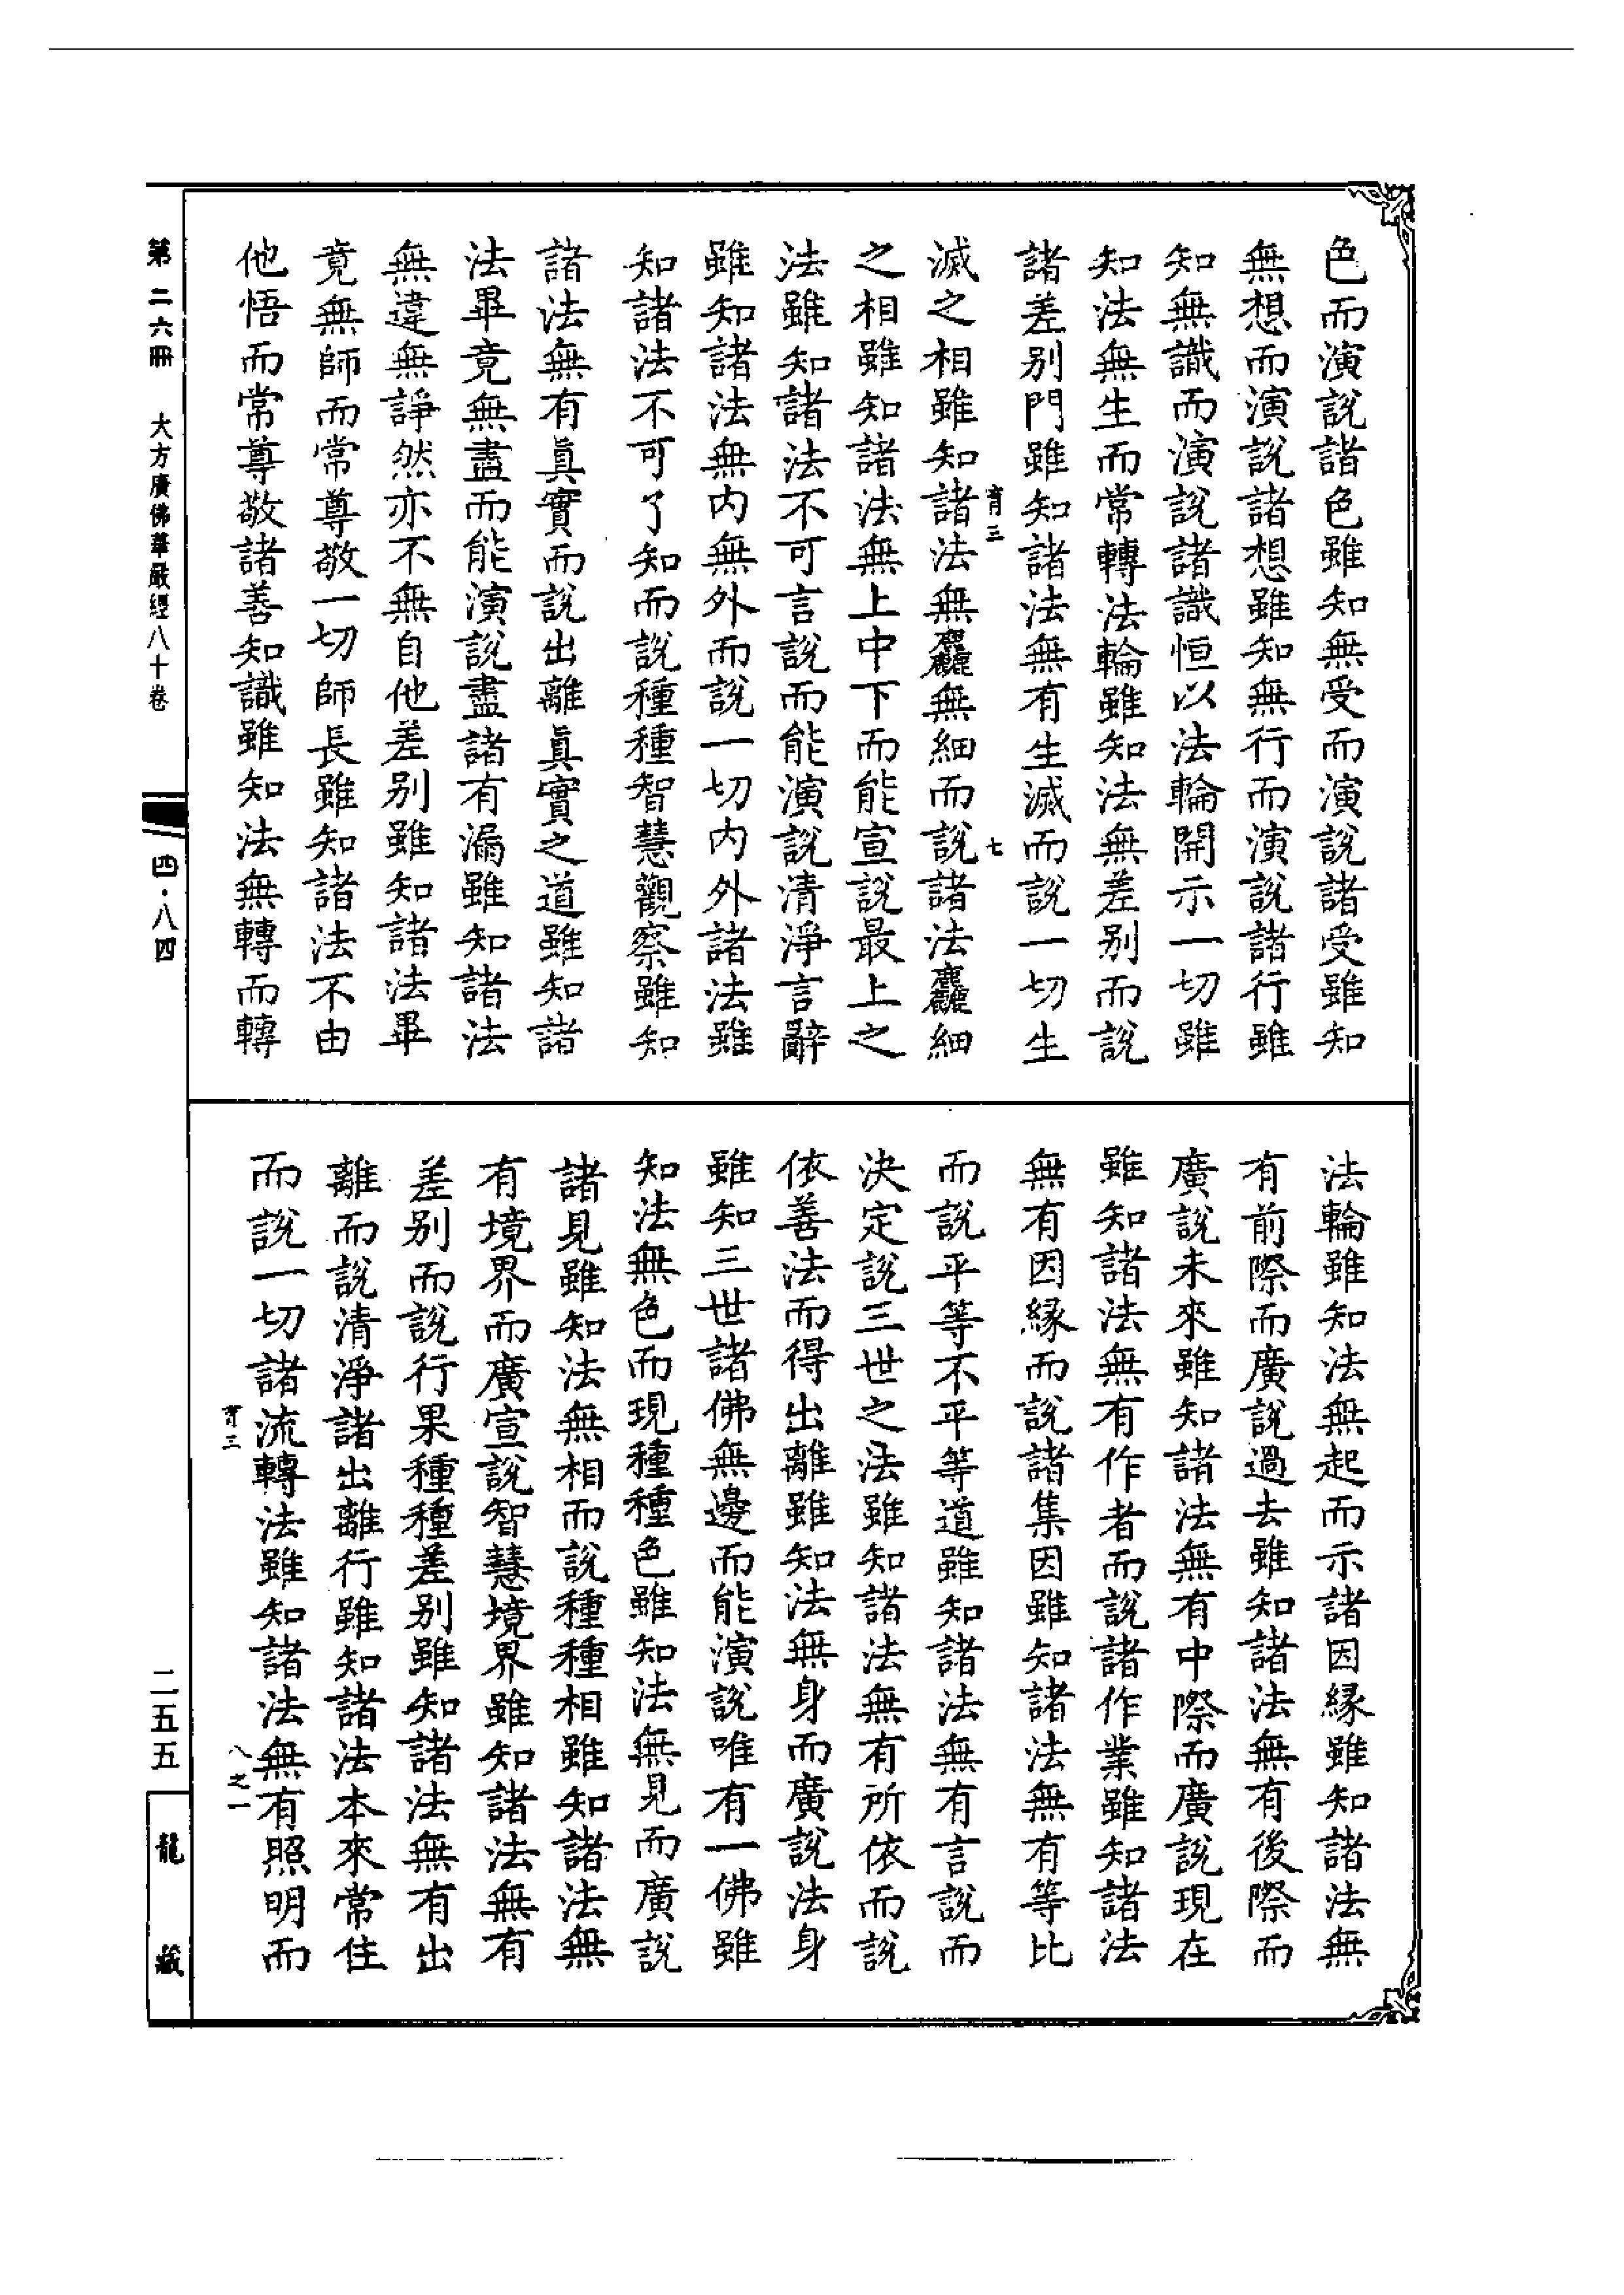 色而演說諸色雖知無受而演說諸受雖知
無想而演說諸想雖知無行而演說諸行雖
知無識而演說諸識恒以法輪開示一切雖
知法無生而常轉法輪雖知法無差别而說
諸差别門雖知諸法無有生滅而說一切生
育三
七
滅之相雖知諸法無麤無細而說諸法麤細
之相雖知諸法無上中下而能宣說最上之
法雖知諸法不可言說而能演說清淨言辭
雖知諸法無内無外而說一切内外諸法雖
知諸法不可了知而說種種智慧觀察雖知
諸法無有眞實而說出離眞實之道雖知諸
法畢竟無盡而能演說盡諸有漏雖知諸法
無違無諍然亦不無自他差别雖知諸法畢
竟無師而常尊敬一切師長雖知諸法不由
他悟而常尊敬諸善知識雖知法無轉而轉
法輪雖知法無起而示諸因緣雖知諸法無
有前際而廣說過去雖知諸法無有後際而
廣說未來雖知諸法無有中際而廣說現在
雖知諸法無有作者而說諸作業雖知諸法
無有因緣而說諸集因雖知諸法無有等比
而說平等不平等道雖知諸法無有言說而
決定說三世之法雖知諸法無有所依而說
依善法而得出離雖知法無身而廣說法身
雖知三世諸佛無邊而能演說唯有一佛雖
知法無色而現種種色雖知法無見而廣說
諸見雖知法無相而說種種相雖知諸法無
有境界而廣宣說智慧境界雖知諸法無有
差别而說行果種種差别雖知諸法無有出
離而說清淨諸出離行雖知諸法本來常住
而說一切諸流轉法雖知諸法無有照明而
育三
八之一
第二六冊
大方廣佛華嚴經八十卷
四·八四
二五五
龍藏